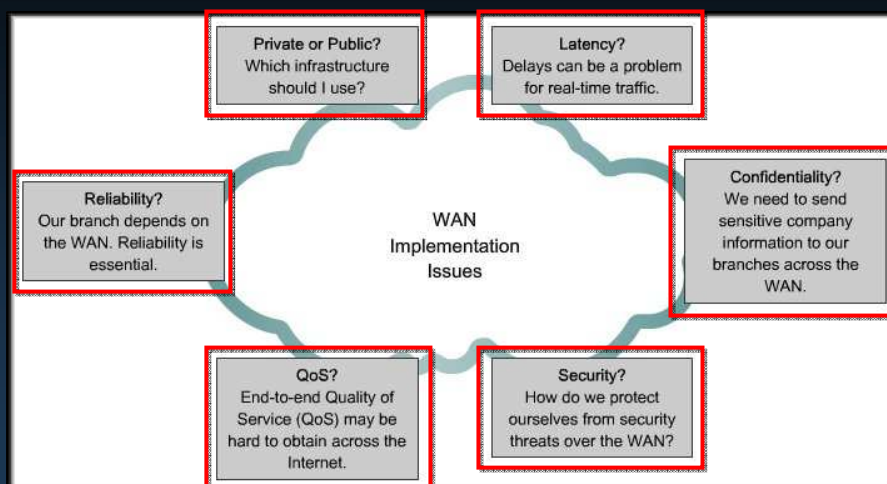 Private or Public?
Which infrastructure
should I use?
Latency?
Delays can be a problem
for real-time traffic.
Reliability?
Our branch depends on
the WAN. Reliability is
essential.
WAN
Implementation
Issues
Confidentiality?
We need to send
sensitive company
information to our
branches across the
WAN.
QoS?
End-to-end Quality of
Service (QoS) may be
hard to obtain across the
Internet.
Security?
How do we protect
ourselves from security
threats over the WAN?